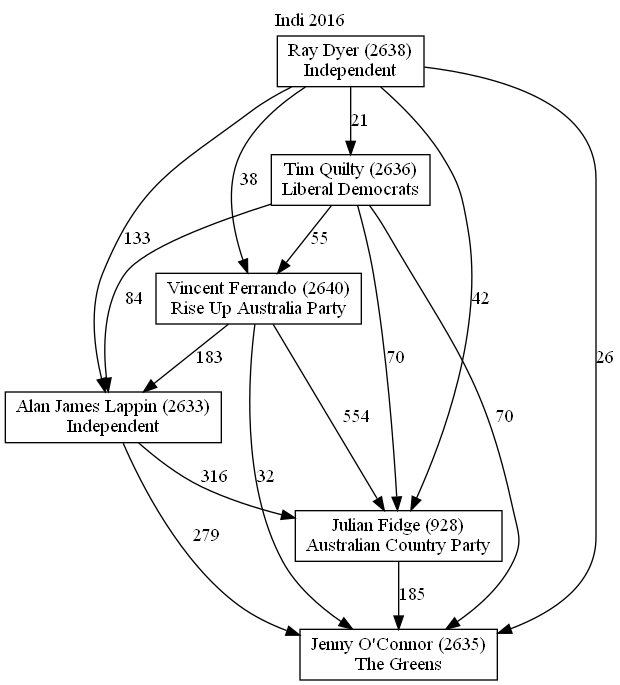 Indi 2016
Ray Dyer (2638)
Independent
21
Tim Quilty (2636)
Liberal Democrats
38
133
55
84
42
Vincent Ferrando (2640)
Rise Up Australia Party
183
70
26
Alan James Lappin (2633)
Independent
554
70
316
32
Julian Fidge (928)
Australian Country Party
279
185
Jenny O'Connor (2635)
The Greens